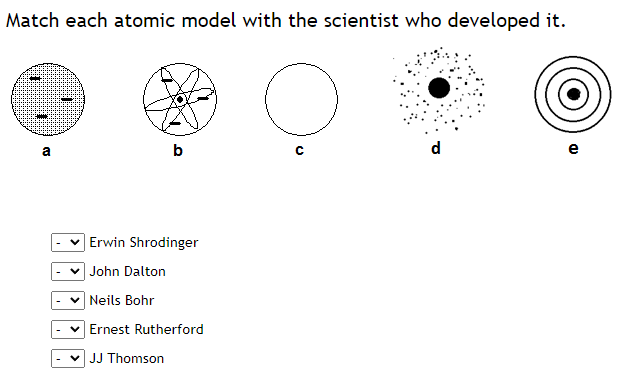 Match each atomic model with the scientist who developed it.
a b c d e
- Erwin Shrodinger
- John Dalton
- Neils Bohr
- Ernest Rutherford
- JJ Thomson